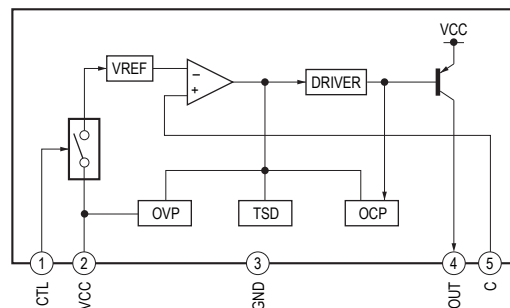 VCC
VREF
−
+
DRIVER
OVP
TSD
OCP
1
2
3
4
5
CTL
VCC
GND
OUT
C